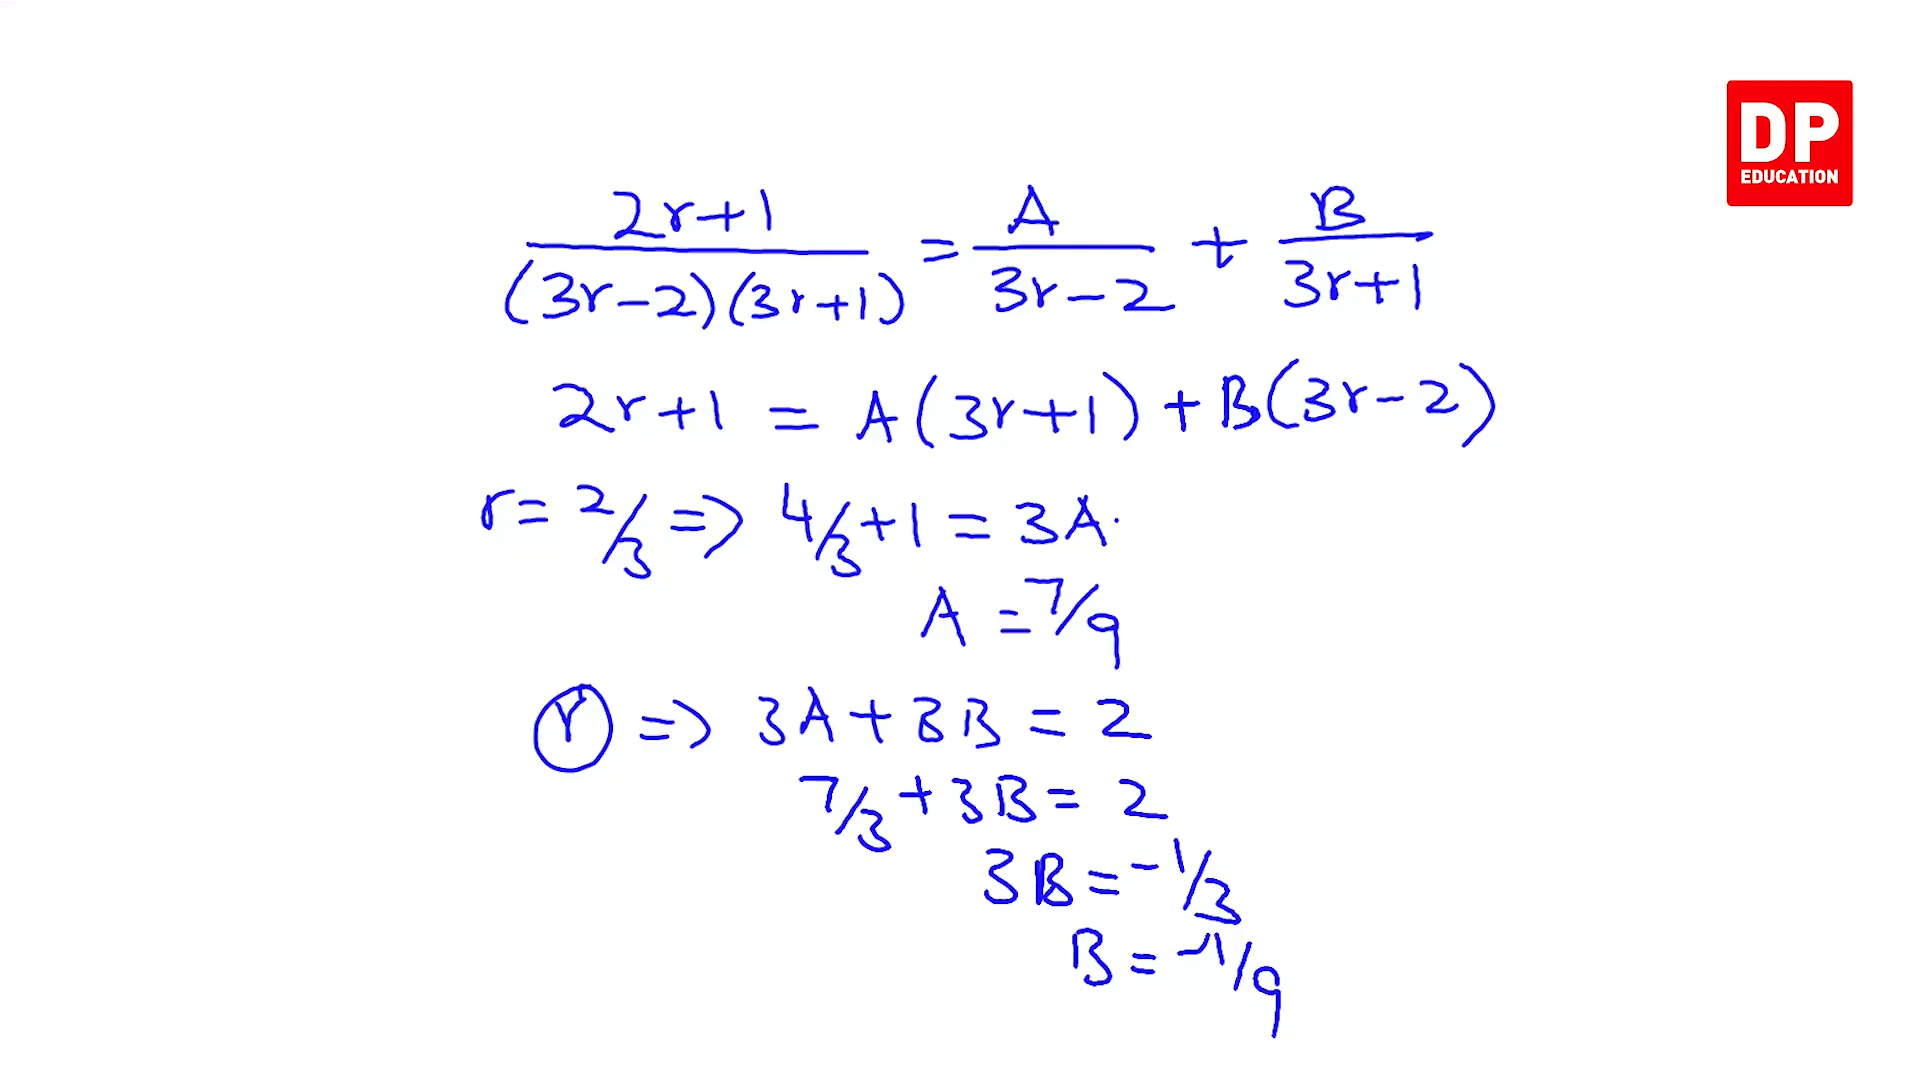 DP
EDUCATION
2r+1/(3r-2)(3r+1) = A/3r-2 + B/3r+1
2r+1 = A(3r+1)+B(3r-2)
r=2/3 => 4/3+1=3A.
A=7/9
r => 3A+3B=2
7/3+3B=2
3B=-1/3
B=-1/9